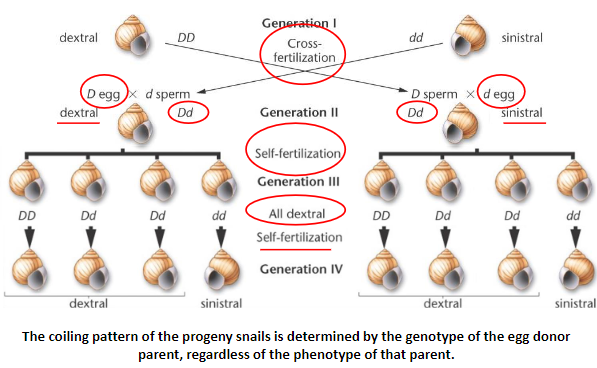 Generation I
dextral DD dd sinistral
Cross-
fertilization
D egg × d sperm D sperm × d egg
dextral Dd Generation II Dd sinistral
Self-fertilization
Generation III
DD Dd Dd dd All dextral DD Dd Dd dd
Self-fertilization
Generation IV
dextral sinistral dextral sinistral
The coiling pattern of the progeny snails is determined by the genotype of the egg donor
parent, regardless of the phenotype of that parent.